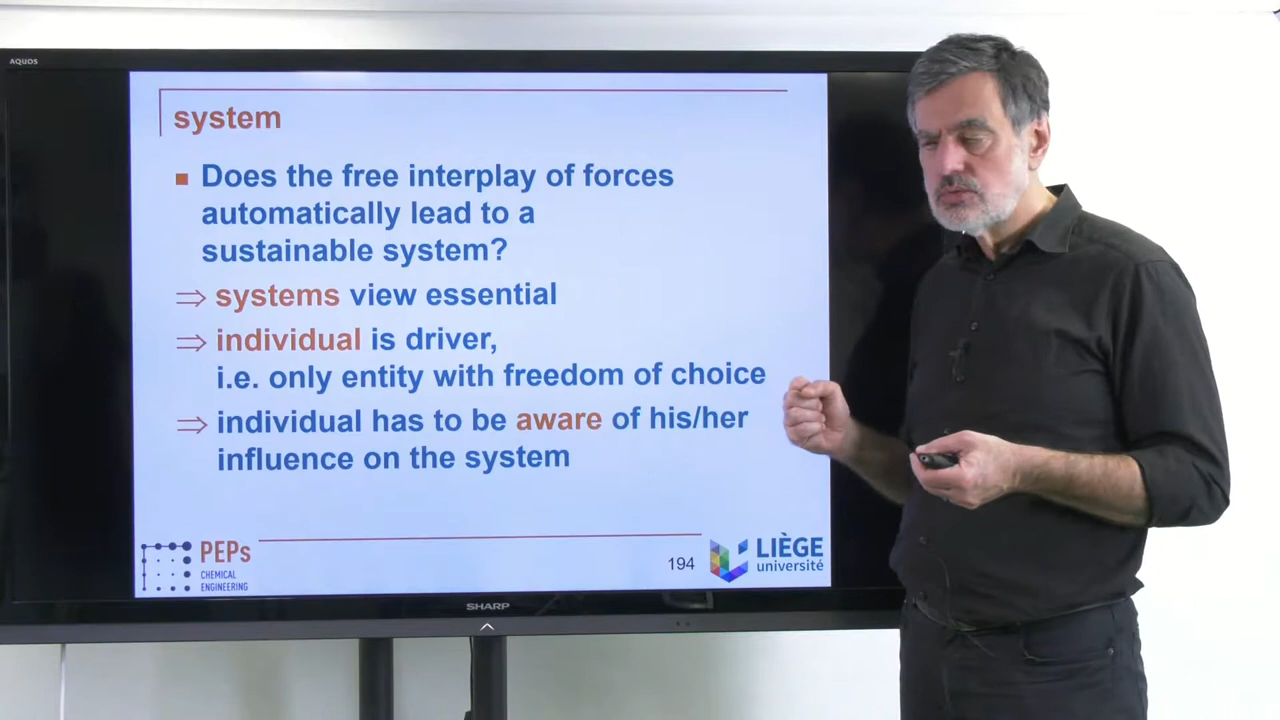 AQUOS
system
Does the free interplay of forces
automatically lead to a
sustainable system?
⇒ systems view essential
⇒ individual is driver,
i.e. only entity with freedom of choice
⇒ individual has to be aware of his/her
influence on the system
PEPs
CHEMICAL
ENGINEERING
194
LIÈGE
université
SHARP